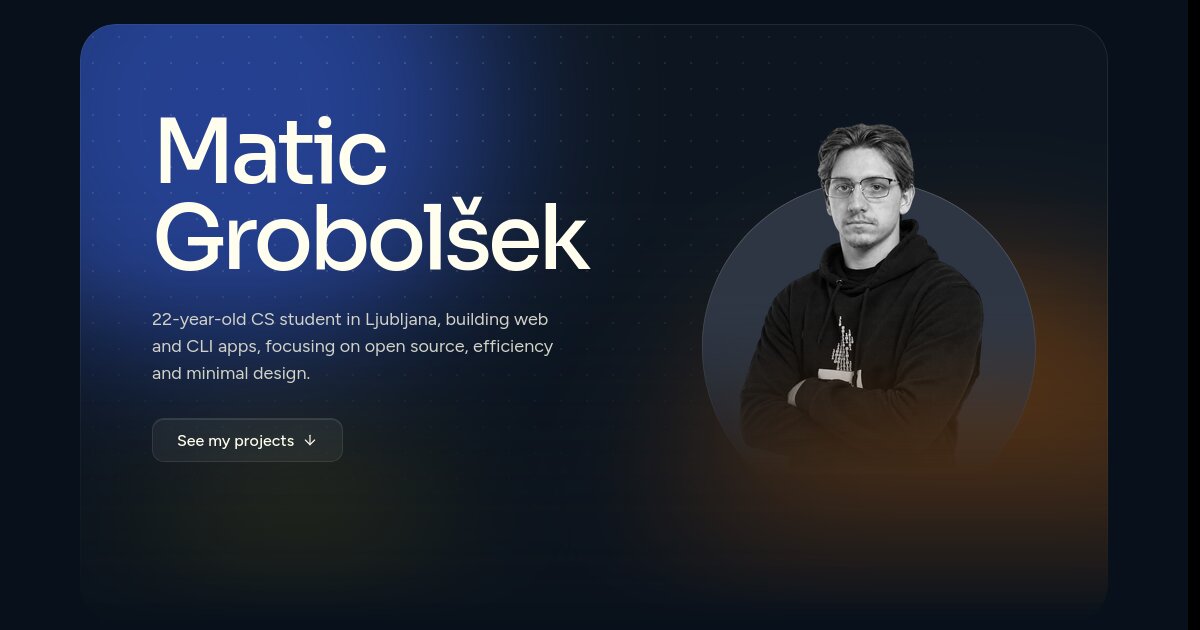 Matic
Grobolšek
22-year-old CS student in Ljubljana, building web
and CLI apps, focusing on open source, efficiency
and minimal design.
See my projects ↓